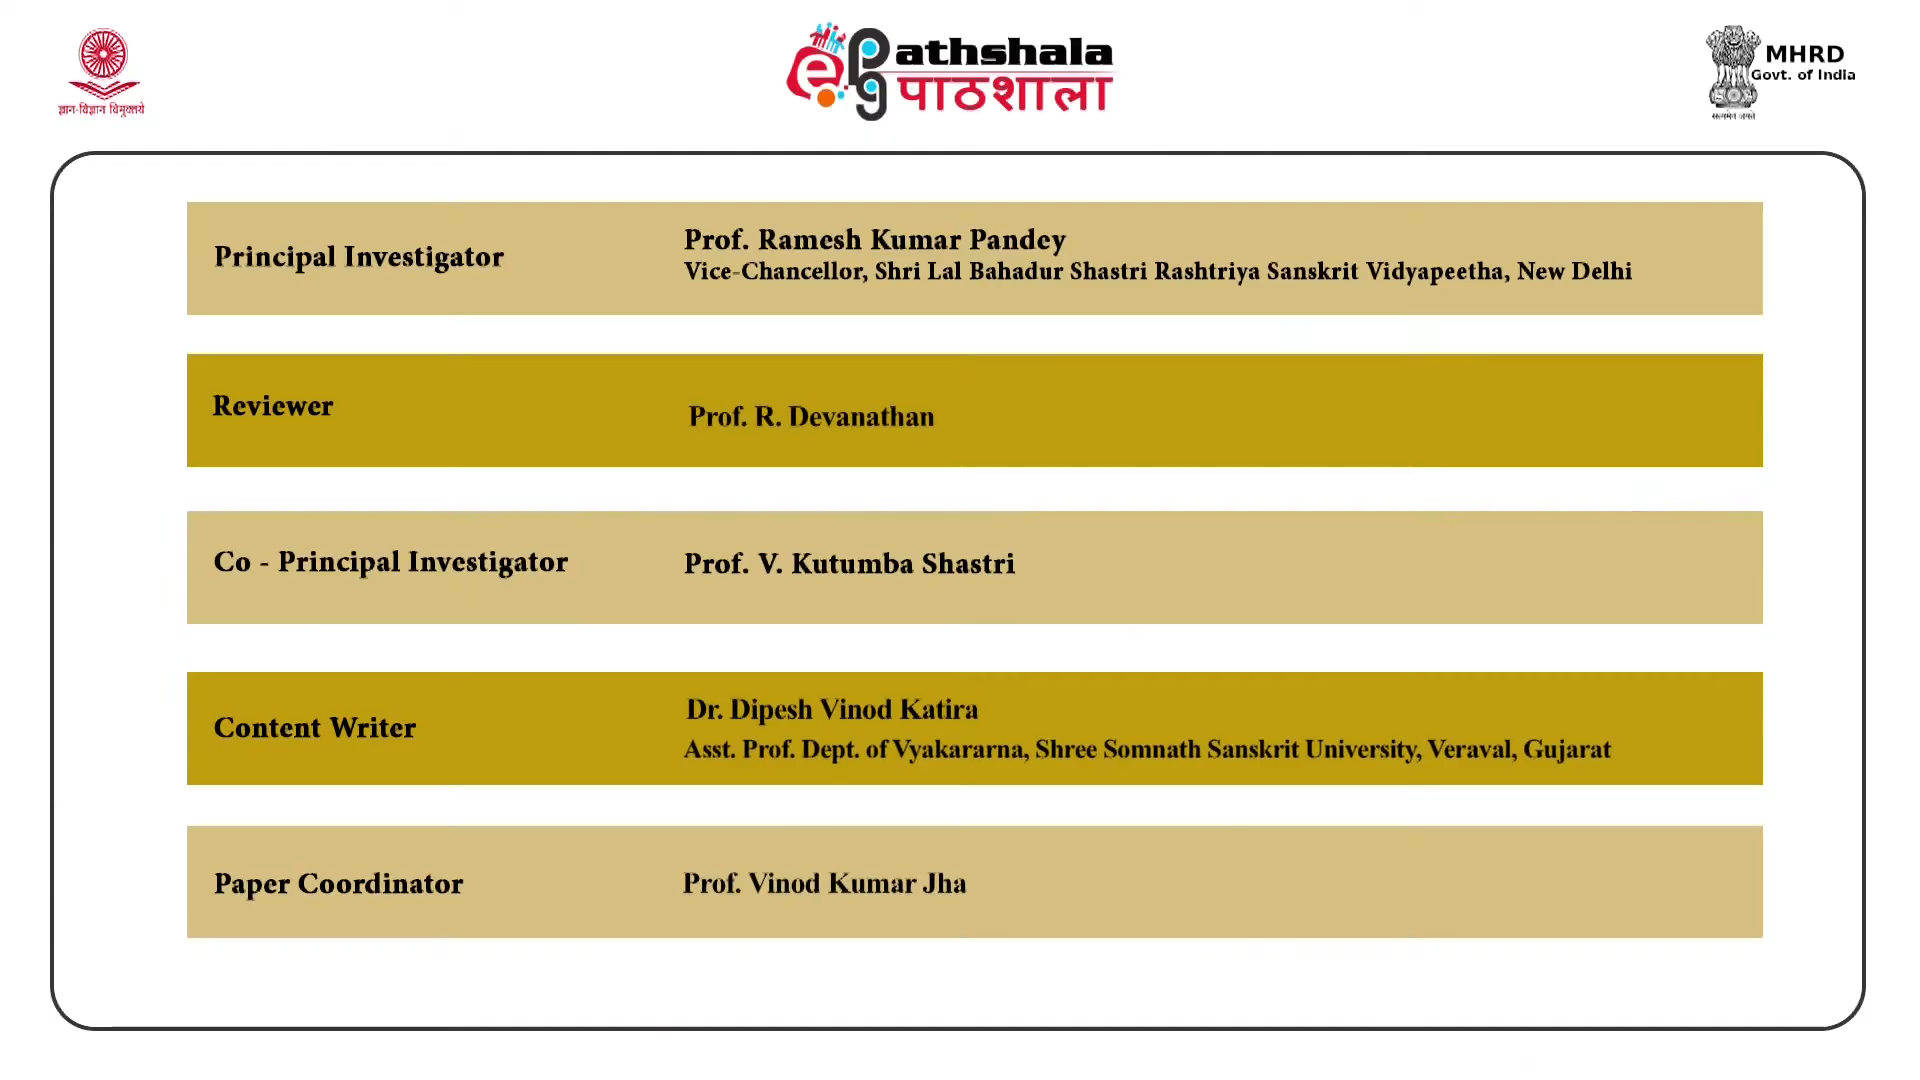 ज्ञान-विज्ञान विमुक्तये
e pg athshala
पाठशाला
MHRD
Govt. of India
सत्यमेव जयते
Principal Investigator
Prof. Ramesh Kumar Pandey
Vice-Chancellor, Shri Lal Bahadur Shastri Rashtriya Sanskrit Vidyapeetha, New Delhi
Reviewer
Prof. R. Devanathan
Co - Principal Investigator
Prof. V. Kutumba Shastri
Content Writer
Dr. Dipesh Vinod Katira
Asst. Prof. Dept. of Vyakararna, Shree Somnath Sanskrit University, Veraval, Gujarat
Paper Coordinator
Prof. Vinod Kumar Jha